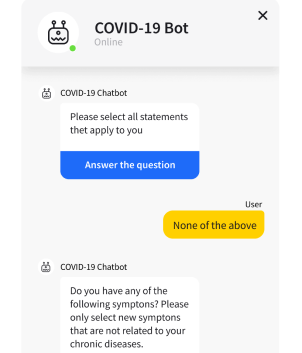 COVID-19 Bot
Online
COVID-19 Chatbot
Please select all statements
thet apply to you
Answer the question
User
None of the above
COVID-19 Chatbot
Do you have any of the
following symptons? Please
only select new symptons
that are not related to your
chronic diseases.